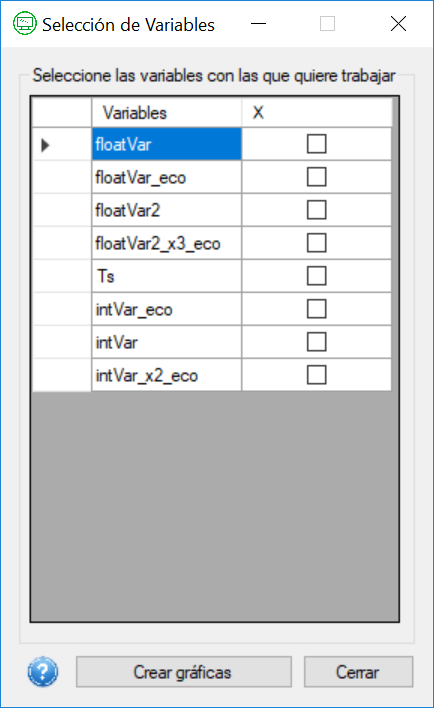 Selección de Variables
Seleccione las variables con las que quiere trabajar
Variables X
floatVar
floatVar_eco
floatVar2
floatVar2_x3_eco
Ts
intVar_eco
intVar
intVar_x2_eco
?
Crear gráficas Cerrar